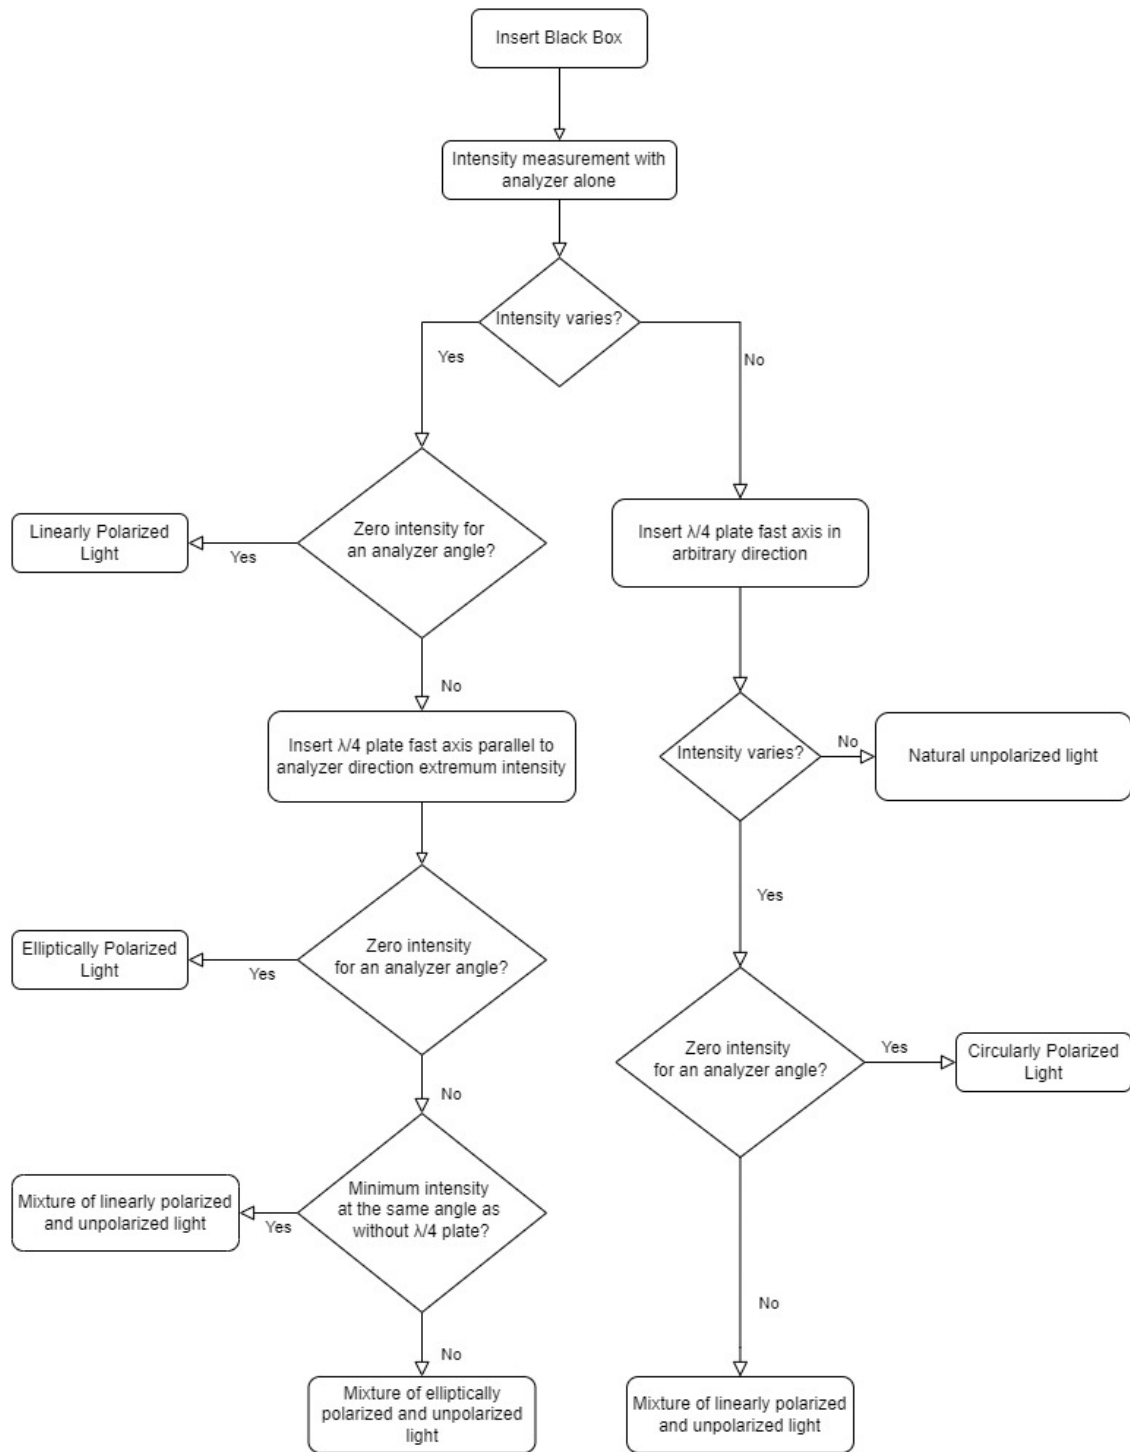 Insert Black Box
Intensity measurement with
analyzer alone
Intensity varies?
Yes
No
Zero intensity for
an analyzer angle?
Linearly Polarized
Light
Yes
Insert λ/4 plate fast axis in
arbitrary direction
No
Insert λ/4 plate fast axis parallel to
analyzer direction extremum intensity
Intensity varies?
No
Natural unpolarized light
Yes
Zero intensity
for an analyzer angle?
Elliptically Polarized
Light
Yes
Zero intensity
for an analyzer angle?
Yes
Circularly Polarized
Light
No
Minimum intensity
at the same angle as
without λ/4 plate?
Mixture of linearly polarized
and unpolarized light
Yes
No
No
Mixture of elliptically
polarized and unpolarized
light
Mixture of linearly polarized
and unpolarized light